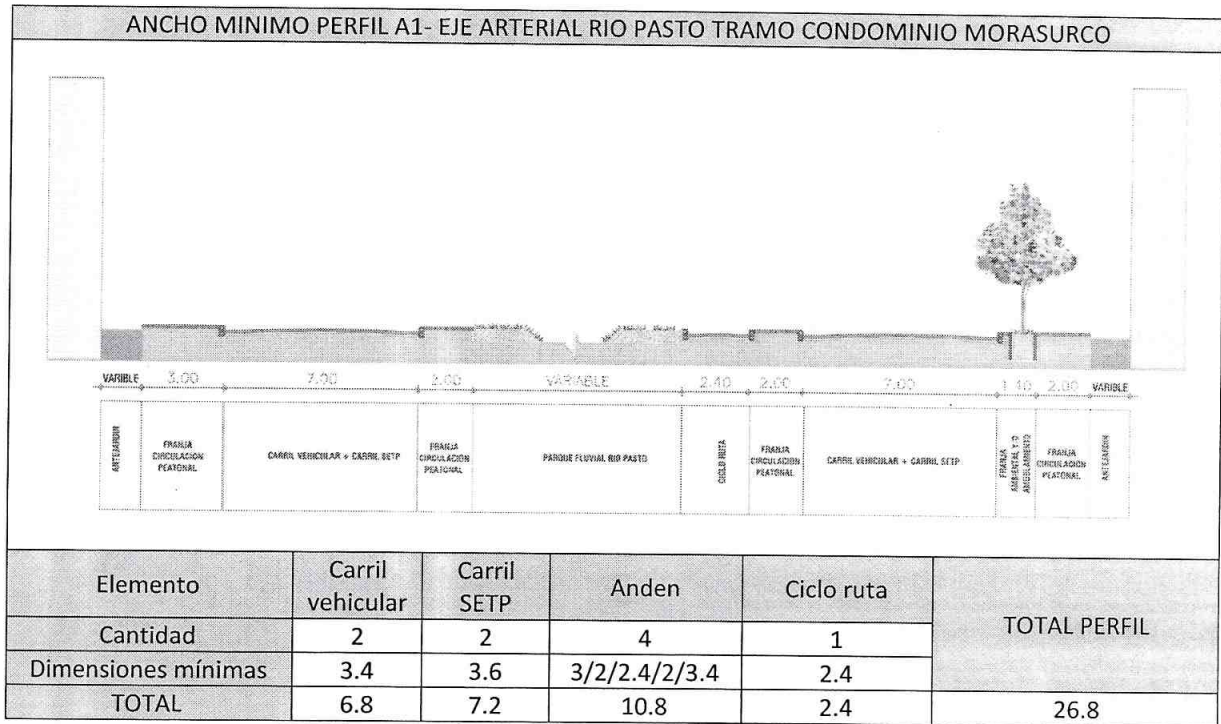 ANCHO MINIMO PERFIL A1- EJE ARTERIAL RIO PASTO TRAMO CONDOMINIO MORASURCO
VARIBLE 3.00 7.00 2.00 VARIABLE 2.40 2.00 7.00 1.40 2.00 VARIBLE
ANTEJARDIN
FRANJA
CIRCULACION
PEATONAL
CARRIL VEHICULAR + CARRIL SETP
FRANJA
CIRCULACION
PEATONAL
PARQUE FLUVIAL RIO PASTO
CICLO RUTA
FRANJA
CIRCULACION
PEATONAL
CARRIL VEHICULAR + CARRIL SETP
FRANJA
AMBIENTAL Y O
AMOBLAMIENTO
FRANJA
CIRCULACION
PEATONAL
ANTEJARDIN
Elemento Carril vehicular Carril SETP Anden Ciclo ruta TOTAL PERFIL
Cantidad 2 2 4 1
Dimensiones mínimas 3.4 3.6 3/2/2.4/2/3.4 2.4
TOTAL 6.8 7.2 10.8 2.4 26.8